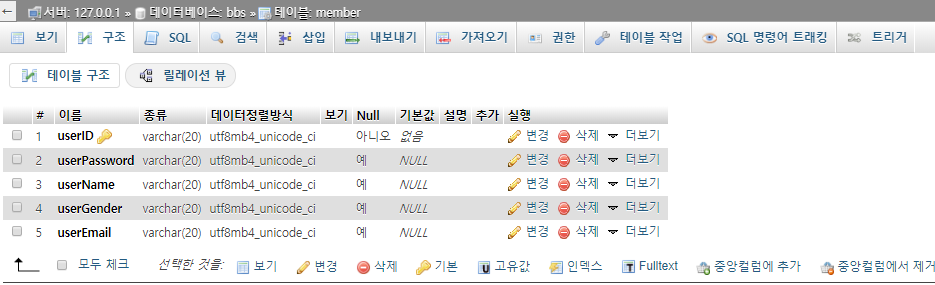 ← 서버: 127.0.0.1 » 데이터베이스: bbs » 테이블: member
보기 구조 SQL 검색 삽입 내보내기 가져오기 권한 테이블 작업 SQL 명령어 트래킹 트리거
테이블 구조 릴레이션 뷰
# 이름 종류 데이터정렬방식 보기 Null 기본값 설명 추가 실행
1 userID varchar(20) utf8mb4_unicode_ci 아니오 없음 변경 삭제 더보기
2 userPassword varchar(20) utf8mb4_unicode_ci 예 NULL 변경 삭제 더보기
3 userName varchar(20) utf8mb4_unicode_ci 예 NULL 변경 삭제 더보기
4 userGender varchar(20) utf8mb4_unicode_ci 예 NULL 변경 삭제 더보기
5 userEmail varchar(20) utf8mb4_unicode_ci 예 NULL 변경 삭제 더보기
모두 체크 선택한 것을: 보기 변경 삭제 기본 고유값 인덱스 Fulltext 중앙컬럼에 추가 중앙컬럼에서 제거